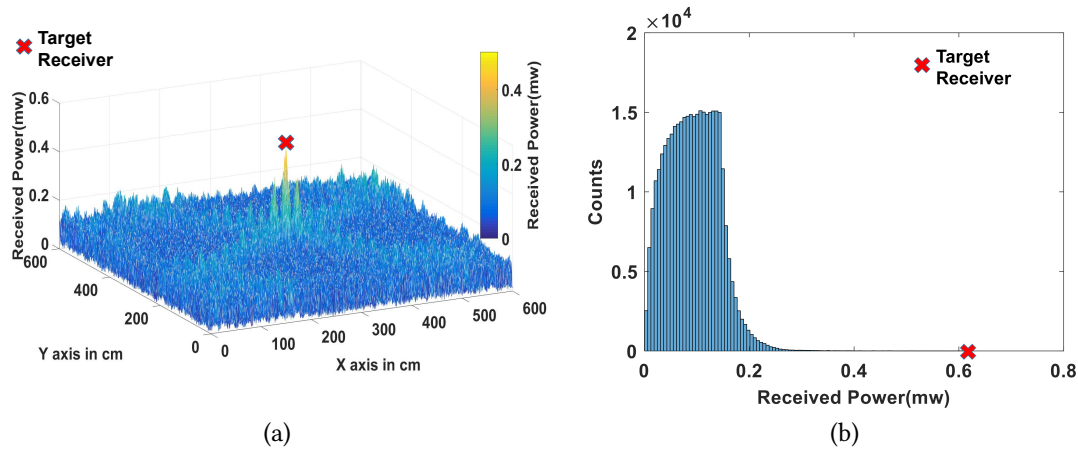 Target
Receiver
Received Power(mw)
0.6
0.4
0.2
0
600
400
200
0
Y axis in cm
0
100
200
300
400
500
600
X axis in cm
0.4
0.2
0
Received Power(mw)
(a)
×10⁴
2
1.5
1
0.5
0
Counts
Target
Receiver
0
0.2
0.4
0.6
0.8
Received Power(mw)
(b)